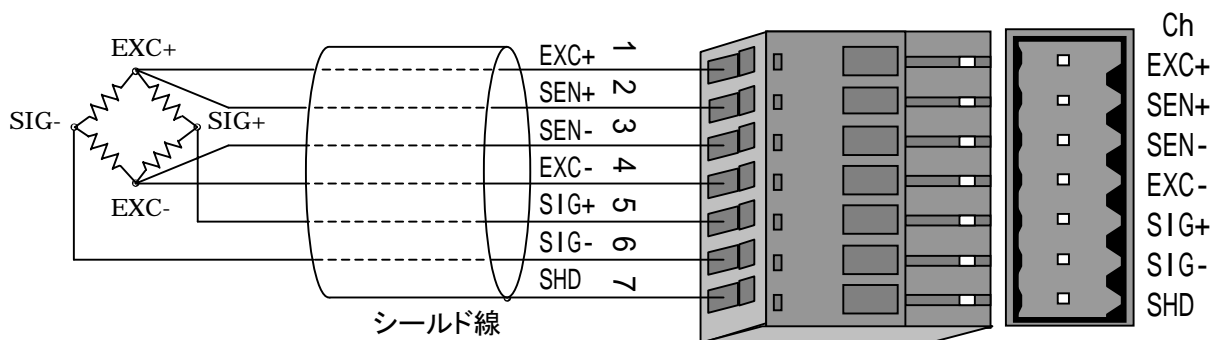 EXC+
SIG-
SIG+
EXC-
シールド線
EXC+ 1
SEN+ 2
SEN- 3
EXC- 4
SIG+ 5
SIG- 6
SHD 7
Ch
EXC+
SEN+
SEN-
EXC-
SIG+
SIG-
SHD